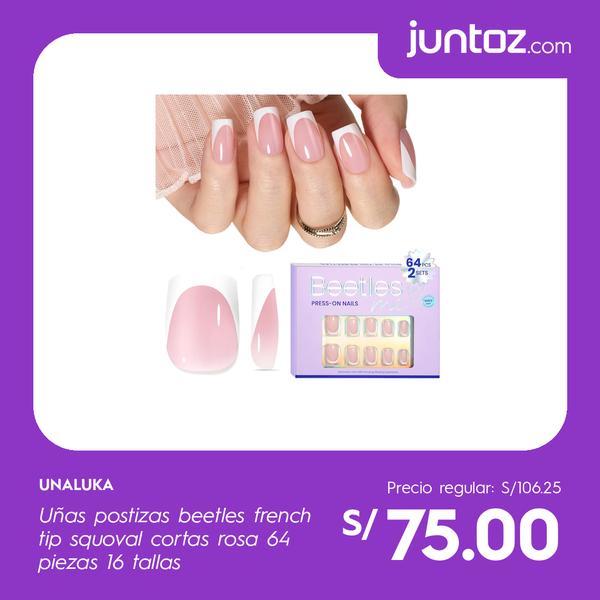 juntoz.com
64 PCS
2 SETS
Beetles
PRESS-ON NAILS
UNALUKA
Uñas postizas beetles french
tip squoval cortas rosa 64
piezas 16 tallas
Precio regular: S/106.25
S/75.00